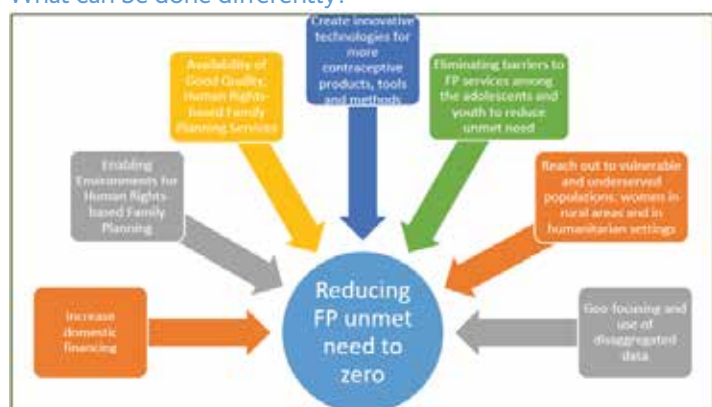 What can be done differently?
Create innovative
technologies for
more
contraceptive
products, tools
and methods
Availability of
Good Quality,
Human Rights-
based Family
Planning Services
Eliminating barriers to
FP services among
the adolescents and
youth to reduce
unmet need
Enabling
Environments for
Human Rights-
based Family
Planning
Reach out to vulnerable
and underserved
populations: women in
rural areas and in
humanitarian settings
Increase
domestic
financing
Reducing
FP unmet
need to
zero
Geo-focusing and
use of
disaggregated
data